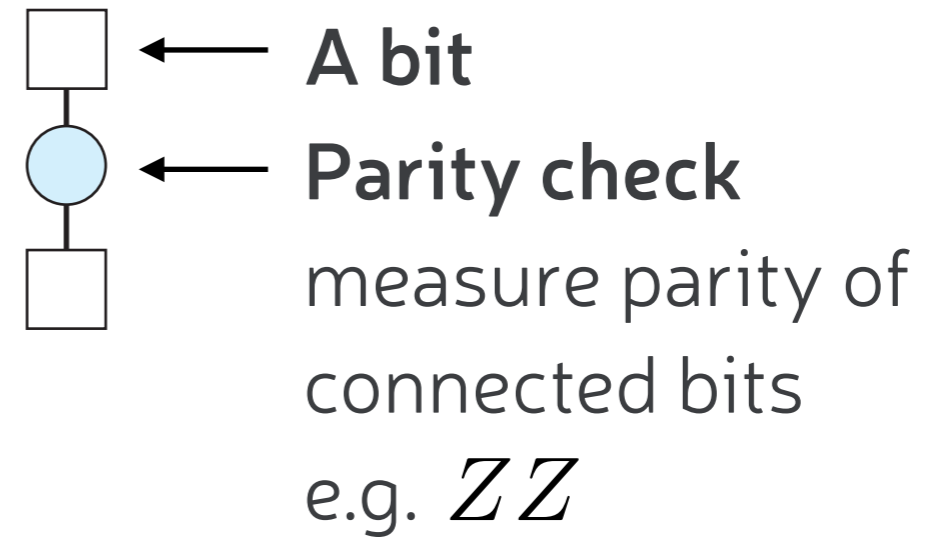 A bit
Parity check
measure parity of
connected bits
e.g. ZZ